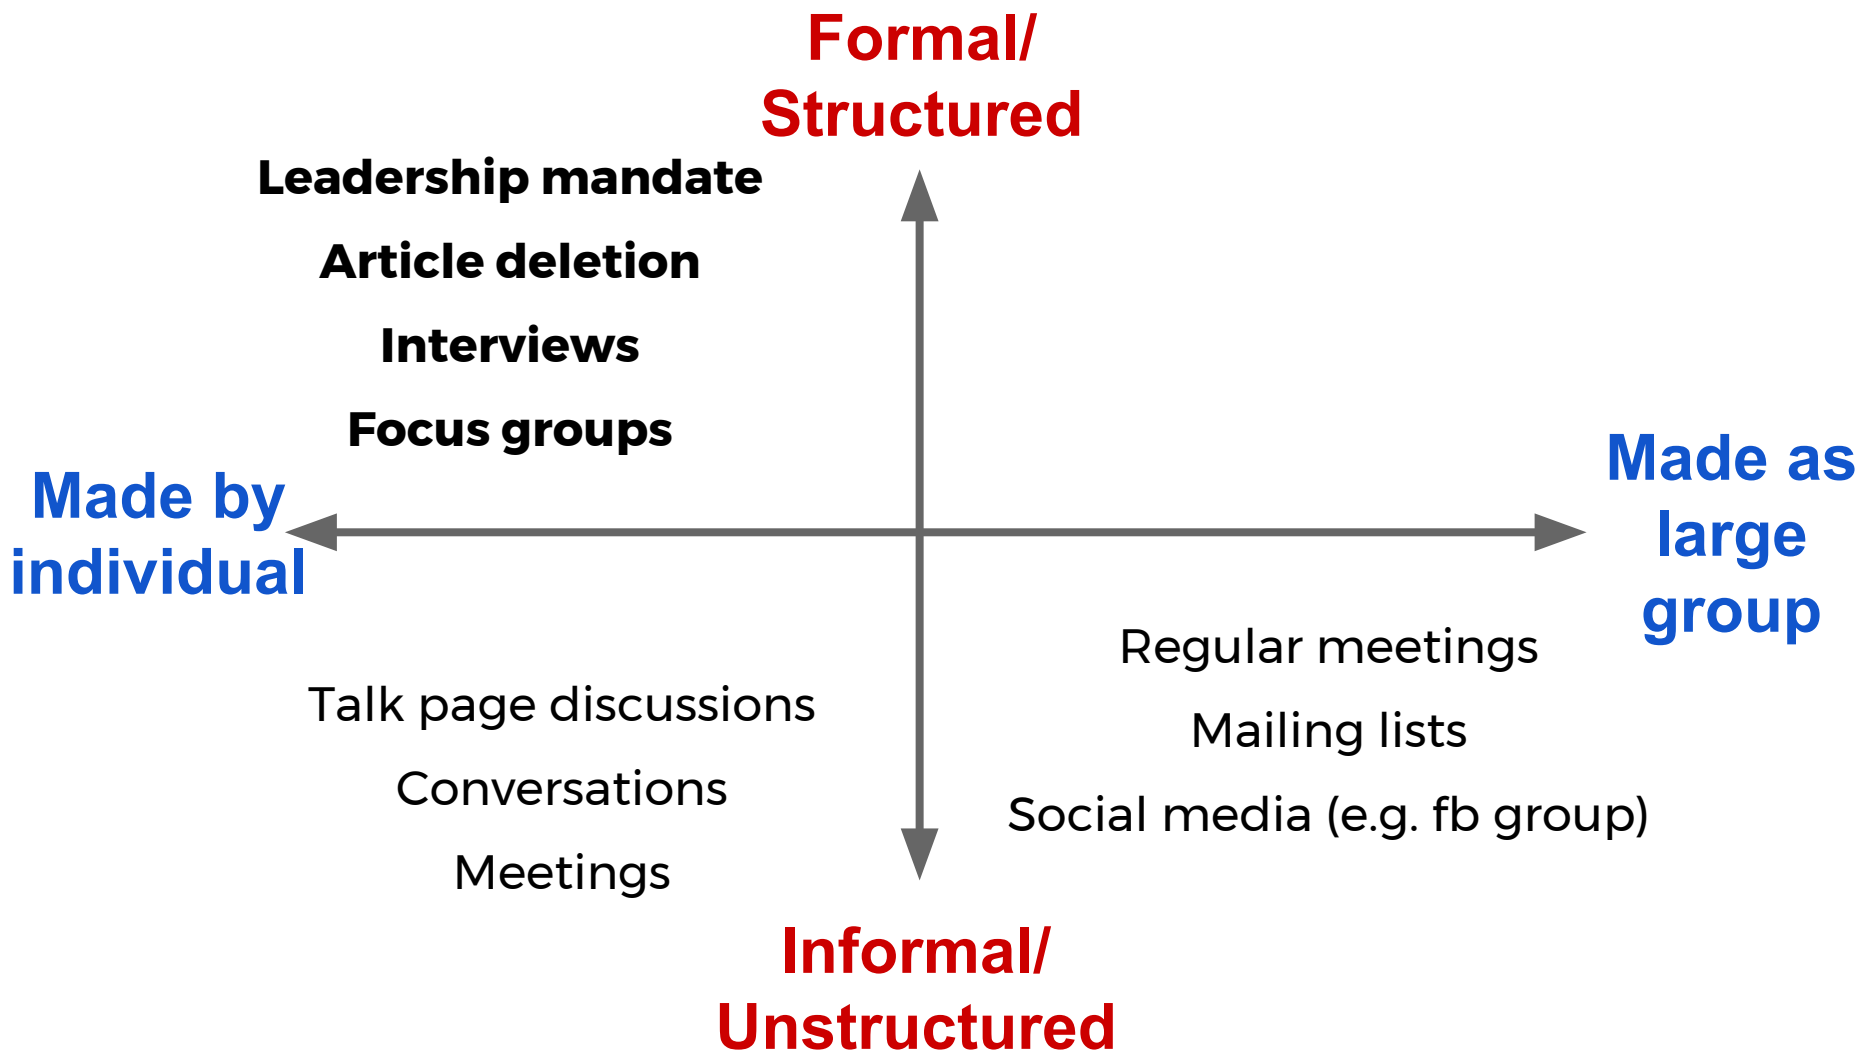 Formal/
Structured
Leadership mandate
Article deletion
Interviews
Focus groups
Made by
individual
Made as
large
group
Talk page discussions
Conversations
Meetings
Regular meetings
Mailing lists
Social media (e.g. fb group)
Informal/
Unstructured